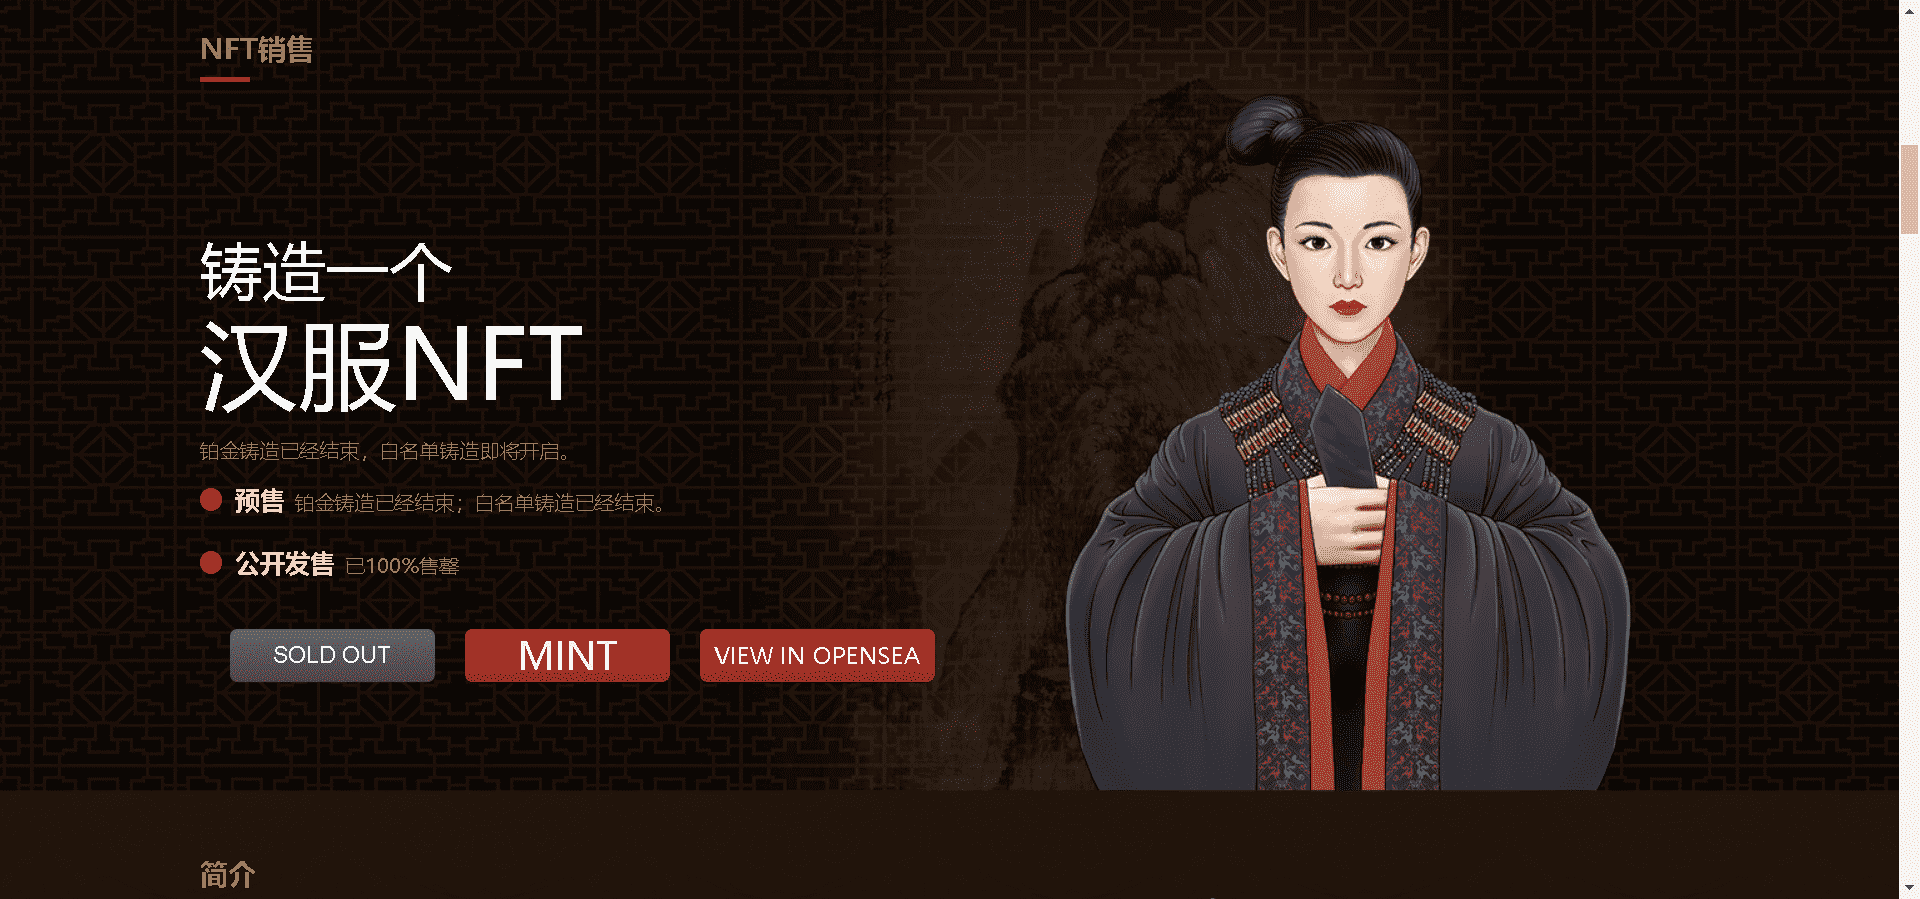 NFT销售
铸造一个
汉服NFT
铂金铸造已经结束，白名单铸造即将开启。
预售 铂金铸造已经结束；白名单铸造已经结束。
公开发售 已100%售罄
SOLD OUT MINT VIEW IN OPENSEA
简介